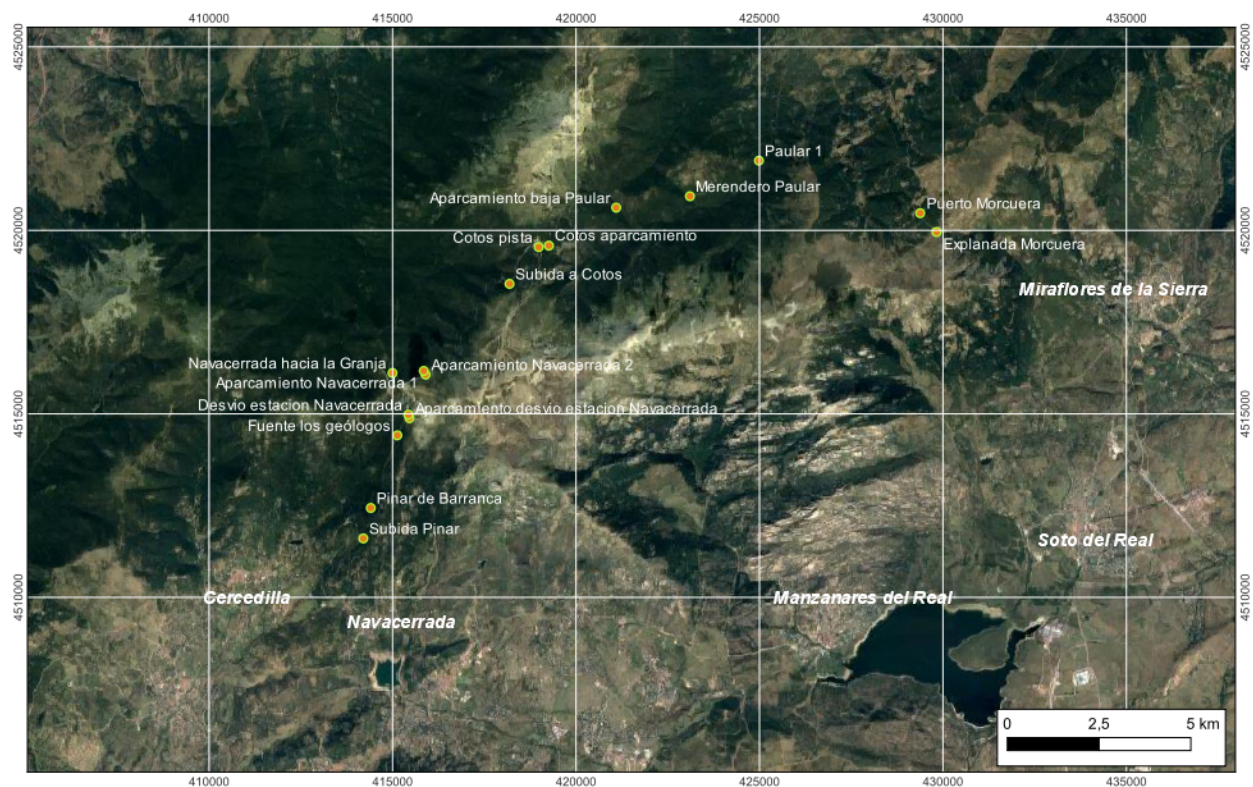 410000
415000
420000
425000
430000
435000
4525000
4525000
Paular 1
Merendero Paular
Aparcamiento baja Paular
Puerto Morcuera
4520000
4520000
Cotos pista
Cotos aparcamiento
Explanada Morcuera
Subida a Cotos
Miraflores de la Sierra
Navacerrada hacia la Granja
Aparcamiento Navacerrada 2
Aparcamiento Navacerrada 1
Desvio estacion Navacerrada
Aparcamiento desvio estacion Navacerrada
4515000
4515000
Fuente los geólogos
Pinar de Barranca
Subida Pinar
Soto del Real
4510000
Cercedilla
Manzanares del Real
4510000
Navacerrada
0 2,5 5 km
410000
415000
420000
425000
430000
435000